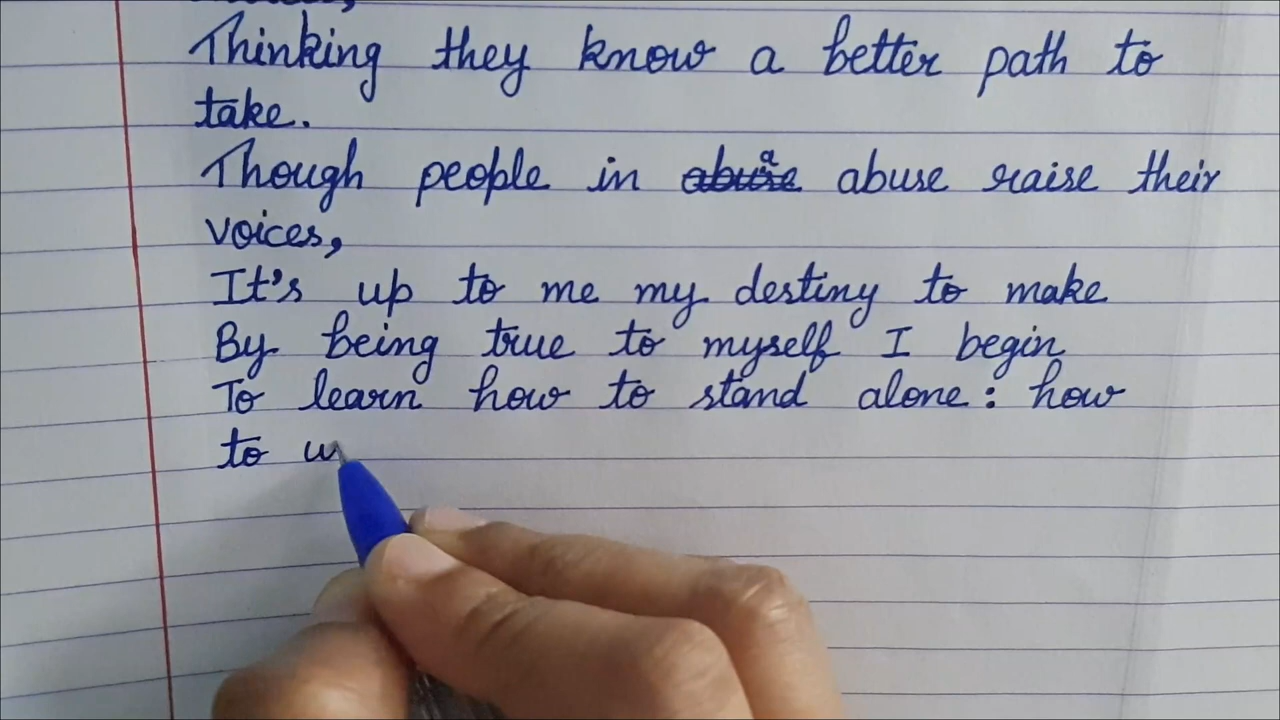 Thinking they know a better path to
take.
Though people in abuse raise their
voices,
It's up to me my destiny to make
By being true to myself I begin
To learn how to stand alone: how
to w